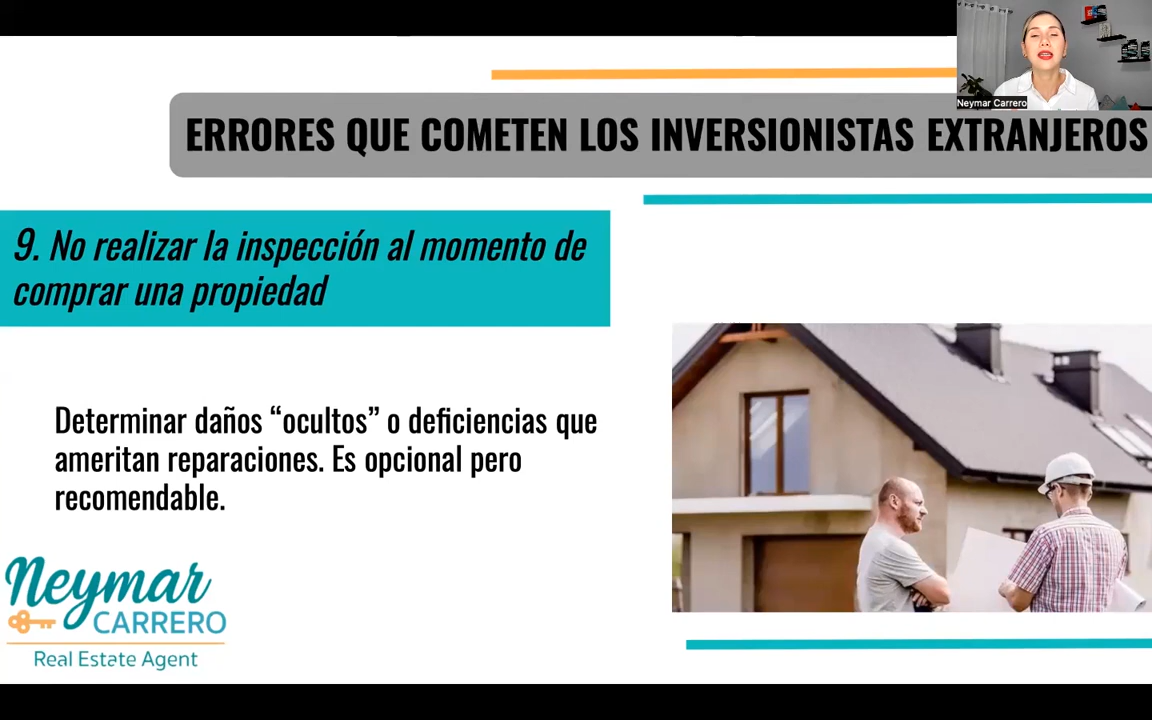 Neymar Carrero
ERRORES QUE COMETEN LOS INVERSIONISTAS EXTRANJEROS
9. No realizar la inspección al momento de
comprar una propiedad
Determinar daños “ocultos” o deficiencias que
ameritan reparaciones. Es opcional pero
recomendable.
Neymar
CARRERO
Real Estate Agent